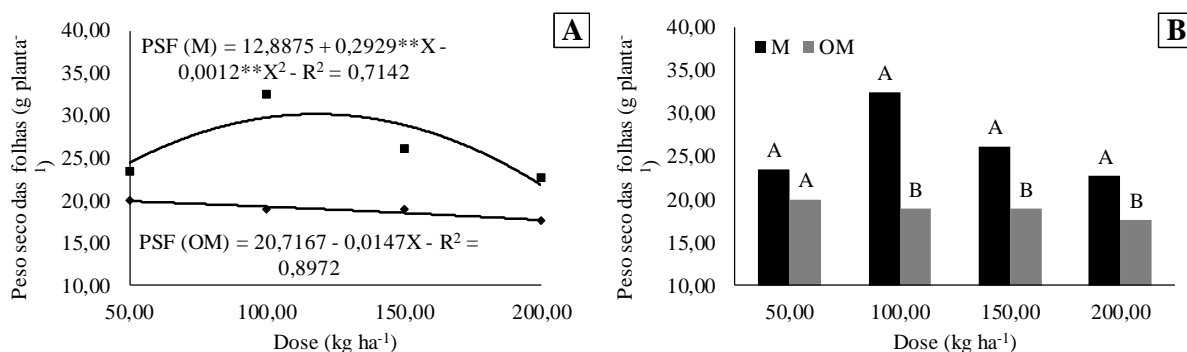 A
PSF (M) = 12,8875 + 0,2929**X -
0,0012**X² - R² = 0,7142
PSF (OM) = 20,7167 - 0,0147X - R² =
0,8972
Peso seco das folhas (g planta⁻
¹)
40,00
35,00
30,00
25,00
20,00
15,00
10,00
50,00 100,00 150,00 200,00
Dose (kg ha⁻¹)
B
M OM
Peso seco das folhas (g planta⁻
¹)
40,00
35,00
30,00
25,00
20,00
15,00
10,00
A A A B A B A B
50,00 100,00 150,00 200,00
Dose (kg ha⁻¹)